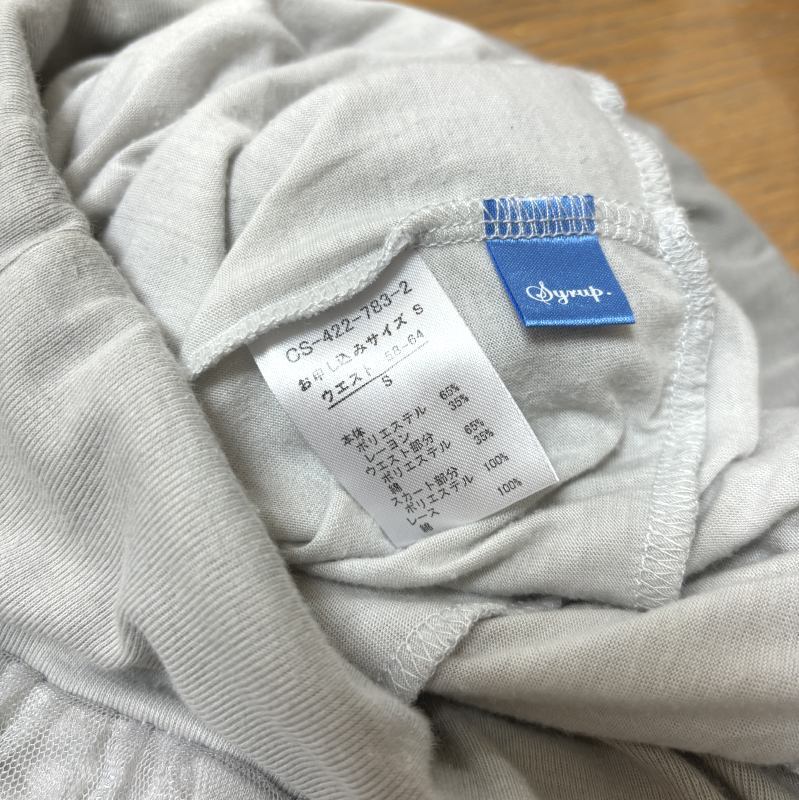 Syrup.
CS-422-783-2
お申し込みサイズ S
ウエスト 58-64
S
本体
ポリエステル 65%
レーヨン 35%
ウエスト部分
ポリエステル 65%
綿 35%
スカート部分
ポリエステル 100%
レース
綿 100%